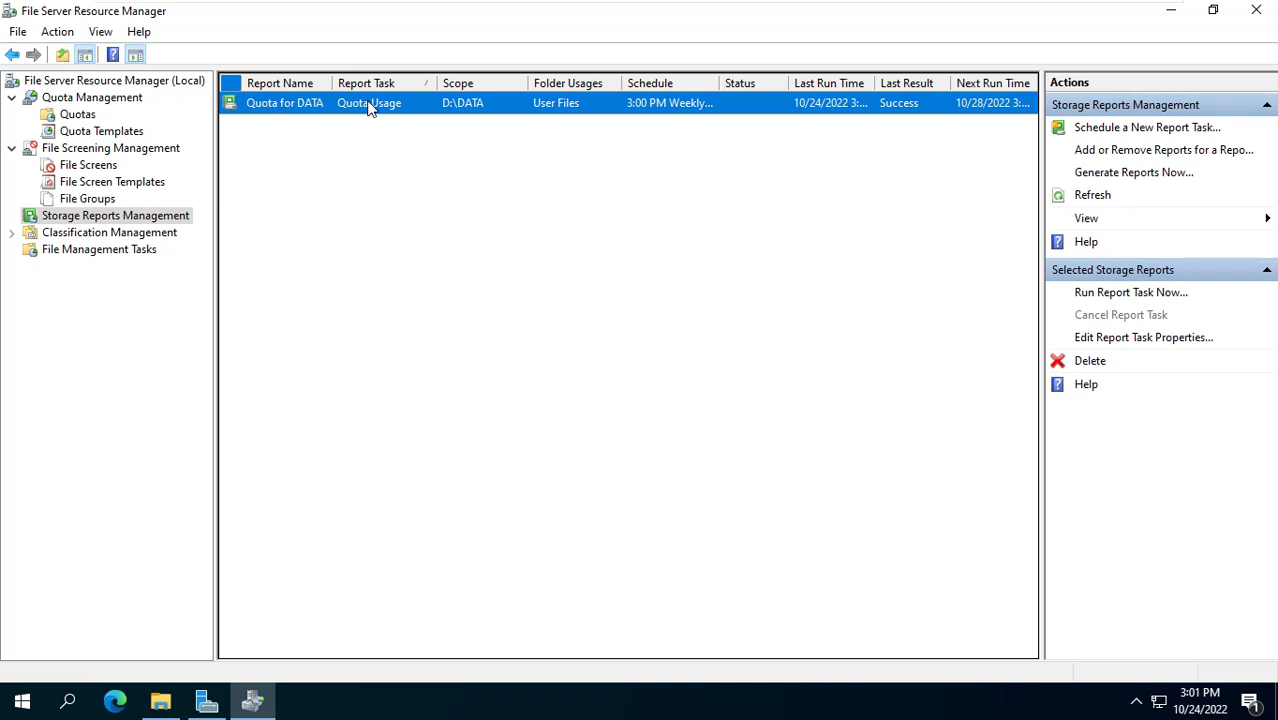 File Server Resource Manager
File Action View Help
File Server Resource Manager (Local)
Quota Management
Quotas
Quota Templates
File Screening Management
File Screens
File Screen Templates
File Groups
Storage Reports Management
Classification Management
File Management Tasks
Report Name Report Task Scope Folder Usages Schedule Status Last Run Time Last Result Next Run Time
Quota for DATA Quota Usage D:\DATA User Files 3:00 PM Weekly... 10/24/2022 3:... Success 10/28/2022 3:...
Actions
Storage Reports Management
Schedule a New Report Task...
Add or Remove Reports for a Repo...
Generate Reports Now...
Refresh
View
Help
Selected Storage Reports
Run Report Task Now...
Cancel Report Task
Edit Report Task Properties...
Delete
Help
3:01 PM
10/24/2022
1